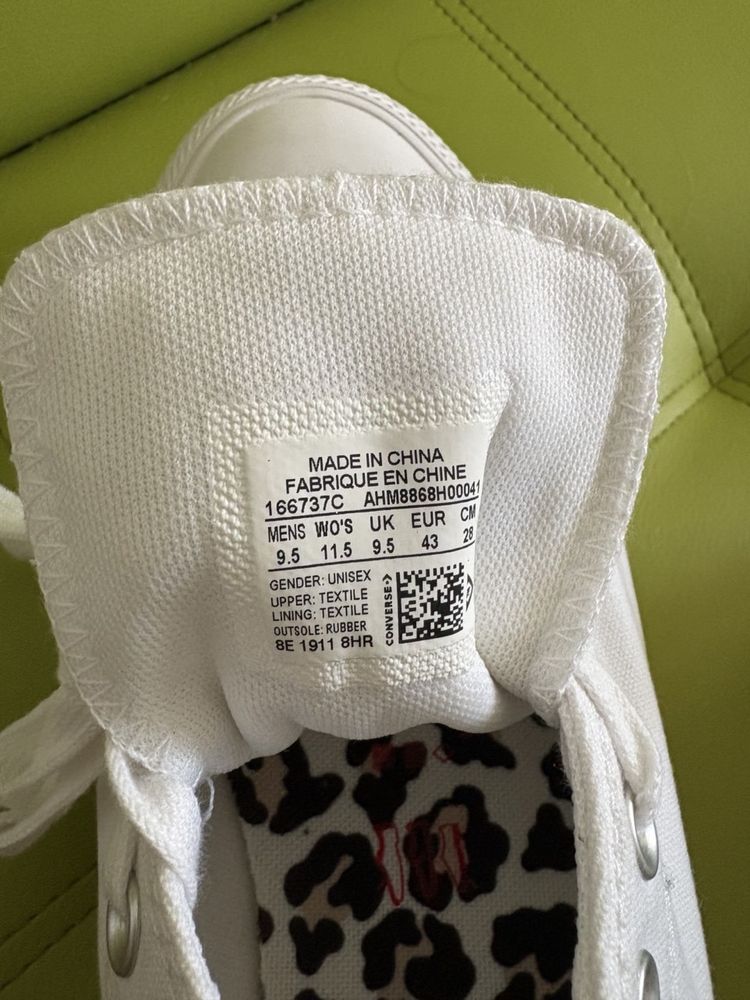 MADE IN CHINA
FABRIQUE EN CHINE
166737C AHM8868H00041
MENS WO'S UK EUR CM
9.5 11.5 9.5 43 28
GENDER: UNISEX
UPPER: TEXTILE
LINING: TEXTILE
OUTSOLE: RUBBER
8E 1911 8HR
CONVERSE